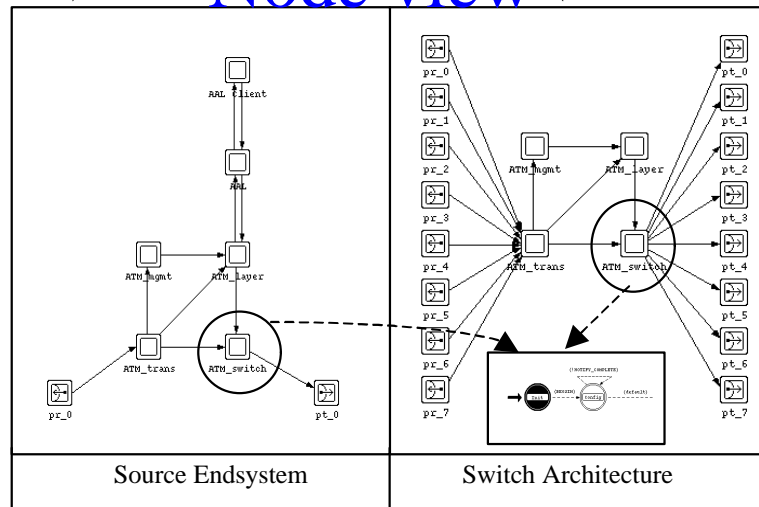 Node view
AAL Client
AAL
ATM_mgmt
ATM_layer
ATM_trans
ATM_switch
pr_0
pt_0
pr_0
pr_1
pr_2
pr_3
pr_4
pr_5
pr_6
pr_7
ATM_mgmt
ATM_layer
ATM_trans
ATM_switch
pt_0
pt_1
pt_2
pt_3
pt_4
pt_5
pt_6
pt_7
(!NOTIFY_COMPLETE)
Init
(BEGSIM)
Config
(default)
Source Endsystem
Switch Architecture